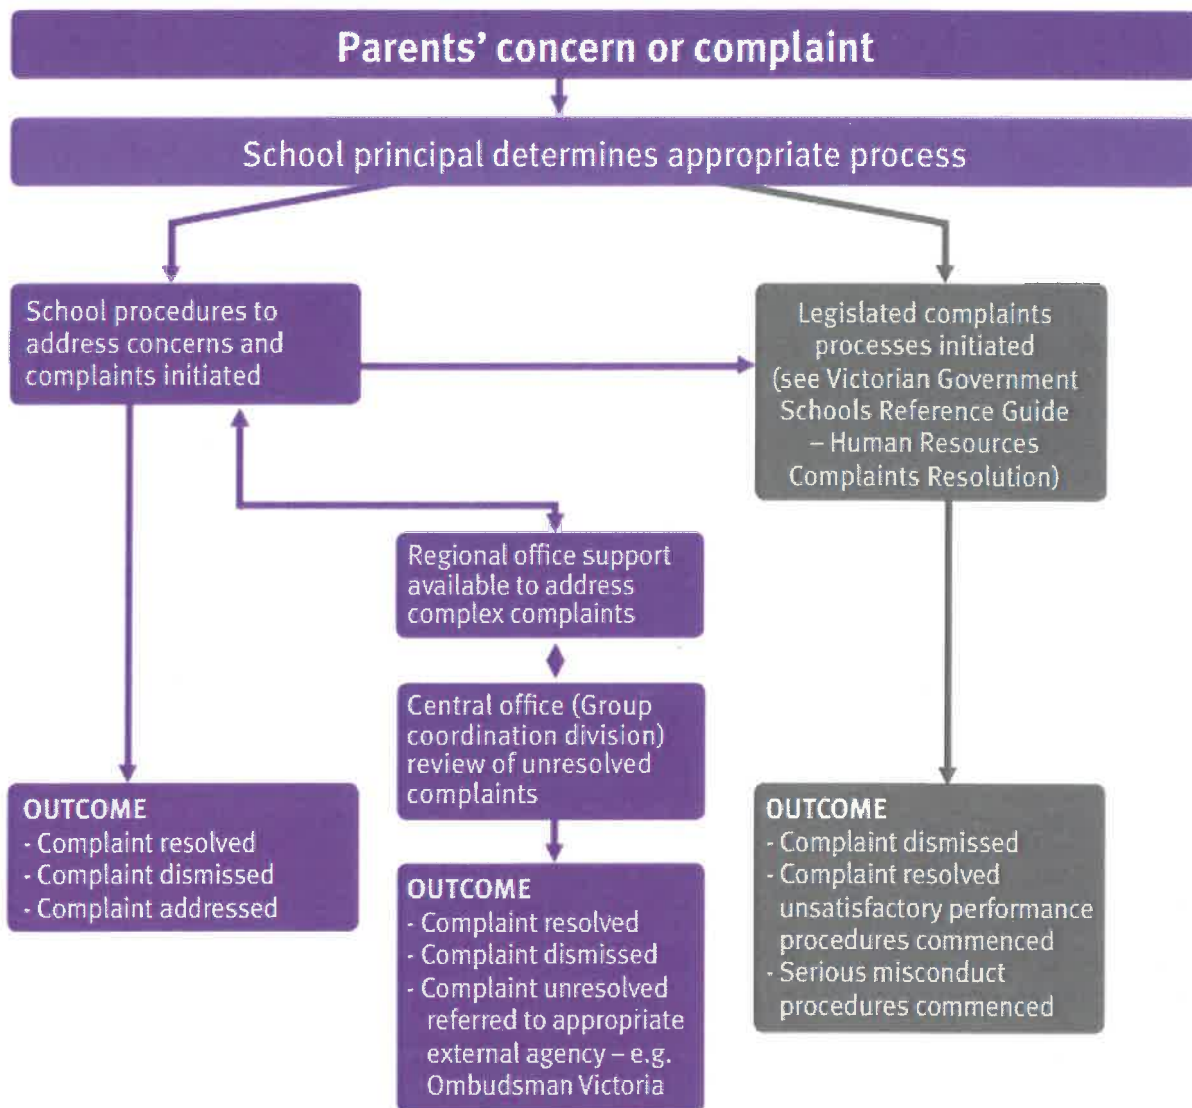 Parents' concern or complaint
School principal determines appropriate process
School procedures to
address concerns and
complaints initiated
Legislated complaints
processes initiated
(see Victorian Government
Schools Reference Guide
– Human Resources
Complaints Resolution)
Regional office support
available to address
complex complaints
Central office (Group
coordination division)
review of unresolved
complaints
OUTCOME
- Complaint resolved
- Complaint dismissed
- Complaint addressed
OUTCOME
- Complaint resolved
- Complaint dismissed
- Complaint unresolved
referred to appropriate
external agency – e.g.
Ombudsman Victoria
OUTCOME
- Complaint dismissed
- Complaint resolved
unsatisfactory performance
procedures commenced
- Serious misconduct
procedures commenced